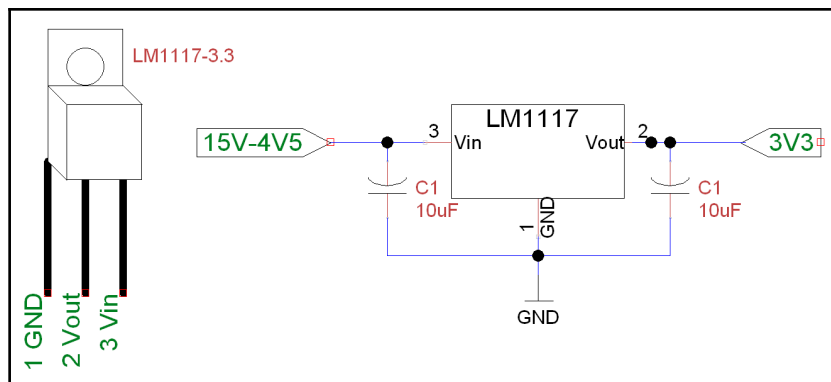 LM1117-3.3
1 GND
2 Vout
3 Vin
15V-4V5
C1
10uF
3
Vin
LM1117
Vout
2
1
GND
GND
C1
10uF
3V3